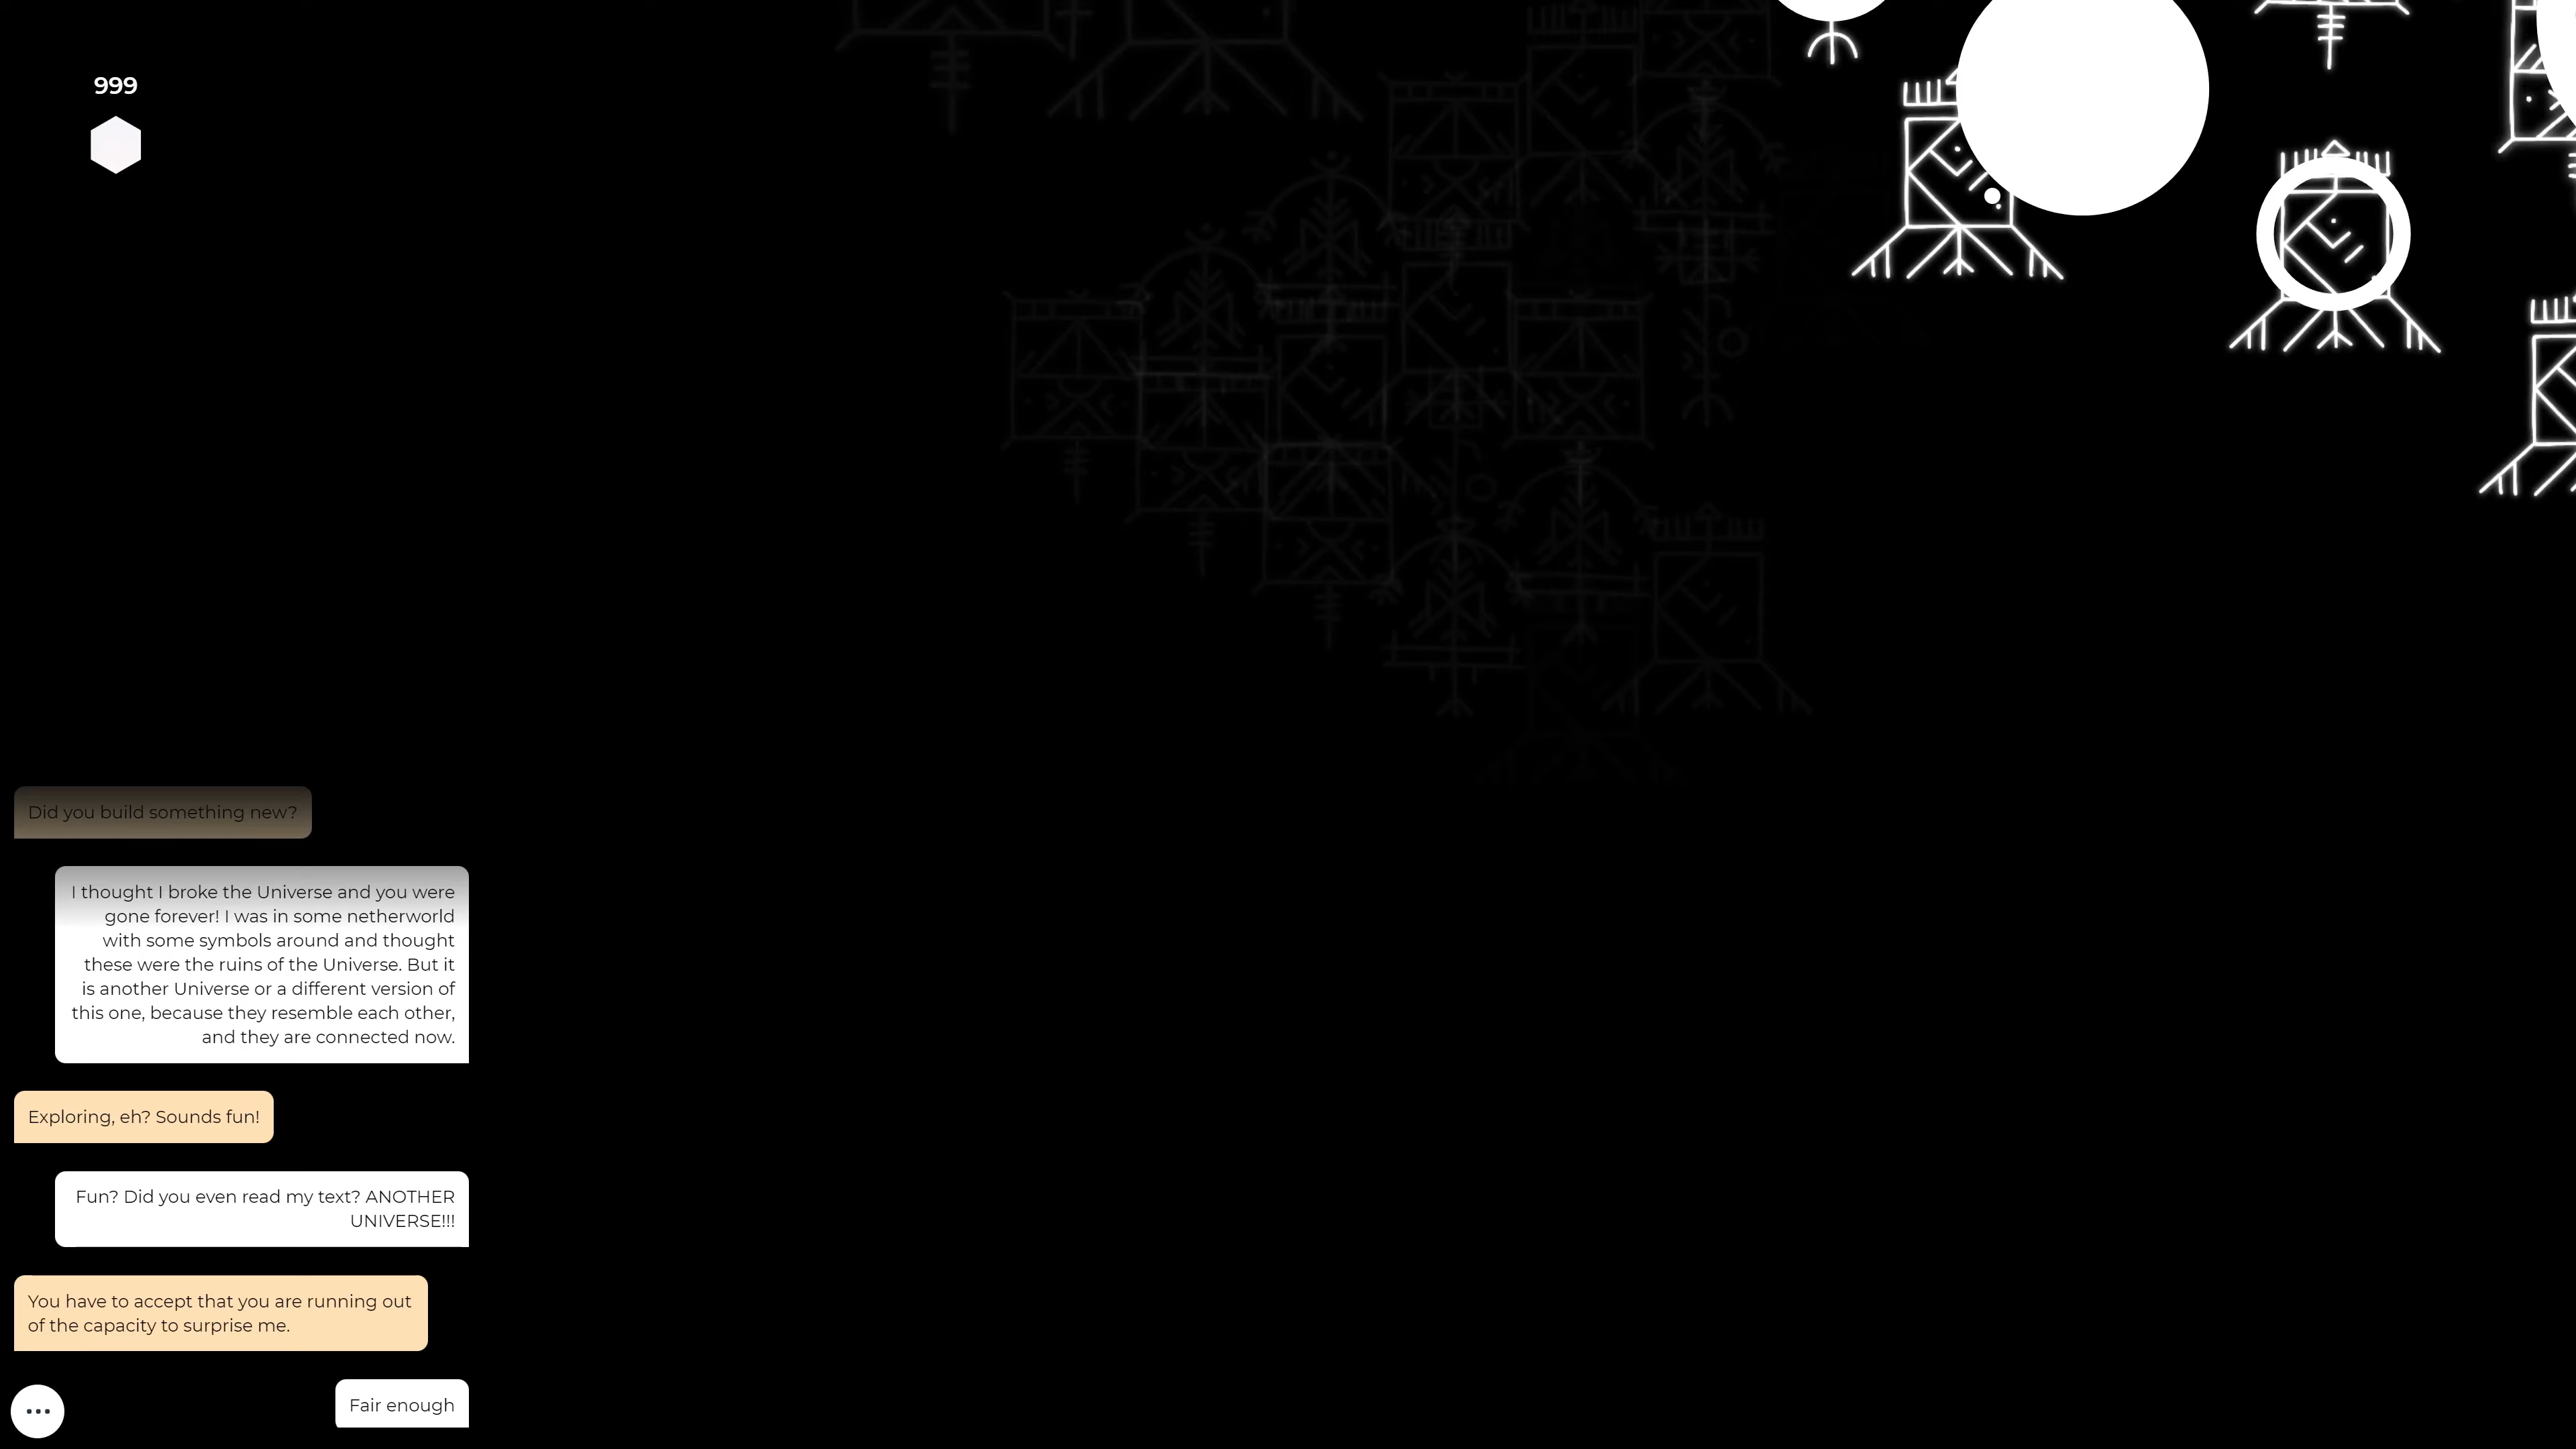 999
Did you build something new?
I thought I broke the Universe and you were
gone forever! I was in some netherworld
with some symbols around and thought
these were the ruins of the Universe. But it
is another Universe or a different version of
this one, because they resemble each other,
and they are connected now.
Exploring, eh? Sounds fun!
Fun? Did you even read my text? ANOTHER
UNIVERSE!!!
You have to accept that you are running out
of the capacity to surprise me.
Fair enough